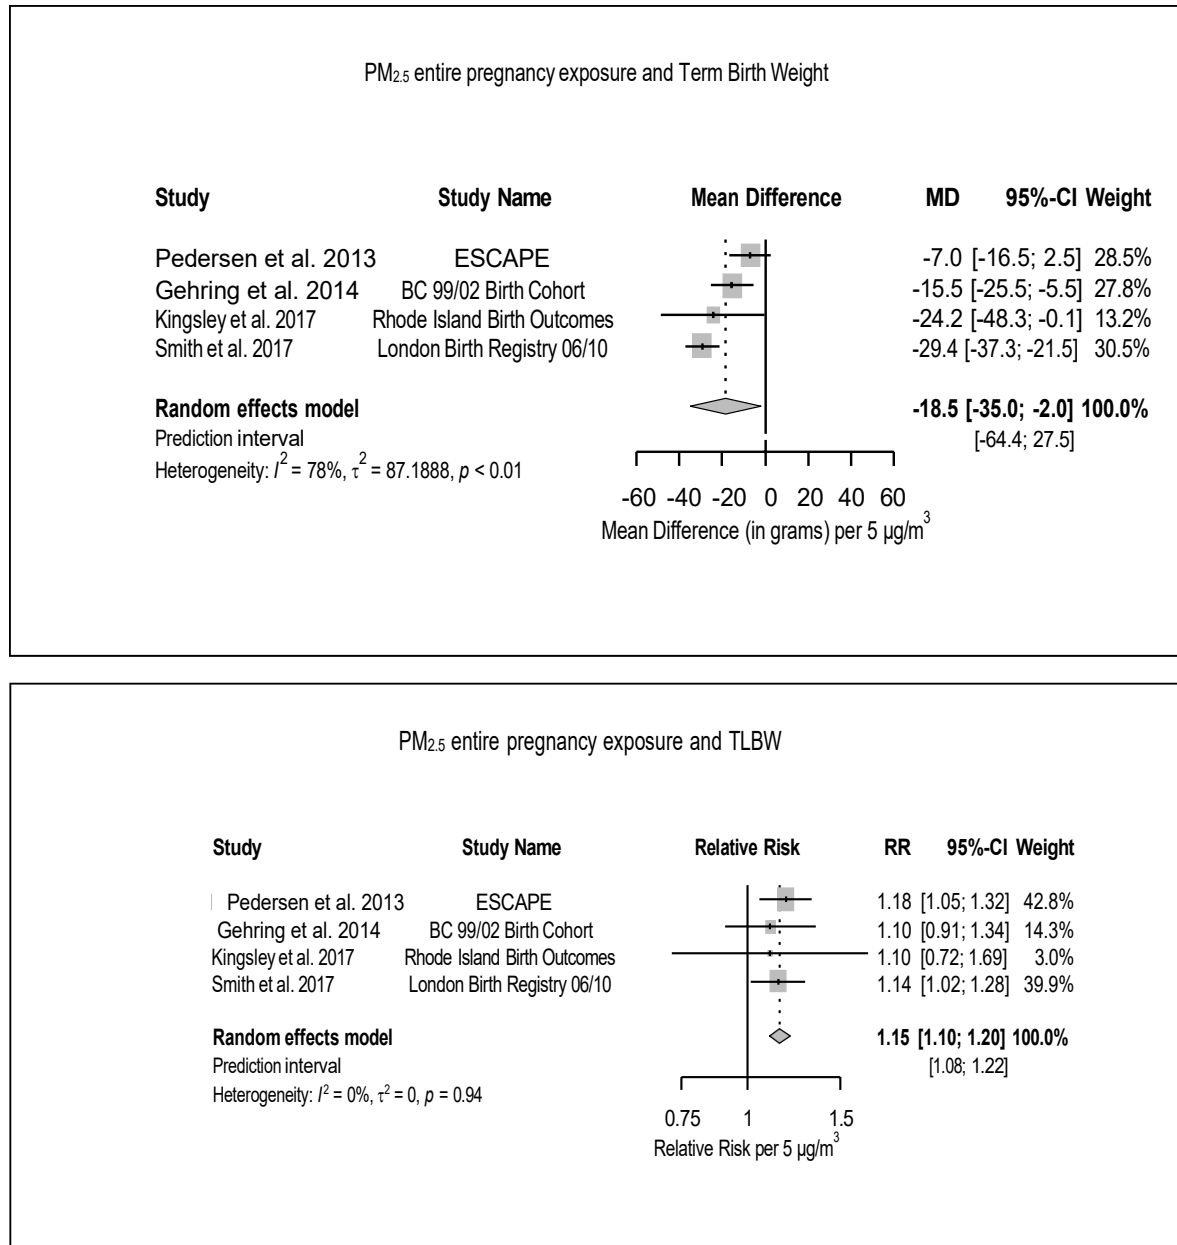 PM2.5 entire pregnancy exposure and Term Birth Weight
Study Study Name Mean Difference MD 95%-CI Weight
Pedersen et al. 2013 ESCAPE -7.0 [-16.5; 2.5] 28.5%
Gehring et al. 2014 BC 99/02 Birth Cohort -15.5 [-25.5; -5.5] 27.8%
Kingsley et al. 2017 Rhode Island Birth Outcomes -24.2 [-48.3; -0.1] 13.2%
Smith et al. 2017 London Birth Registry 06/10 -29.4 [-37.3; -21.5] 30.5%
Random effects model -18.5 [-35.0; -2.0] 100.0%
Prediction interval [-64.4; 27.5]
Heterogeneity: I² = 78%, τ² = 87.1888, p < 0.01
-60 -40 -20 0 20 40 60
Mean Difference (in grams) per 5 µg/m³
PM2.5 entire pregnancy exposure and TLBW
Study Study Name Relative Risk RR 95%-CI Weight
Pedersen et al. 2013 ESCAPE 1.18 [1.05; 1.32] 42.8%
Gehring et al. 2014 BC 99/02 Birth Cohort 1.10 [0.91; 1.34] 14.3%
Kingsley et al. 2017 Rhode Island Birth Outcomes 1.10 [0.72; 1.69] 3.0%
Smith et al. 2017 London Birth Registry 06/10 1.14 [1.02; 1.28] 39.9%
Random effects model 1.15 [1.10; 1.20] 100.0%
Prediction interval [1.08; 1.22]
Heterogeneity: I² = 0%, τ² = 0, p = 0.94
0.75 1 1.5
Relative Risk per 5 µg/m³